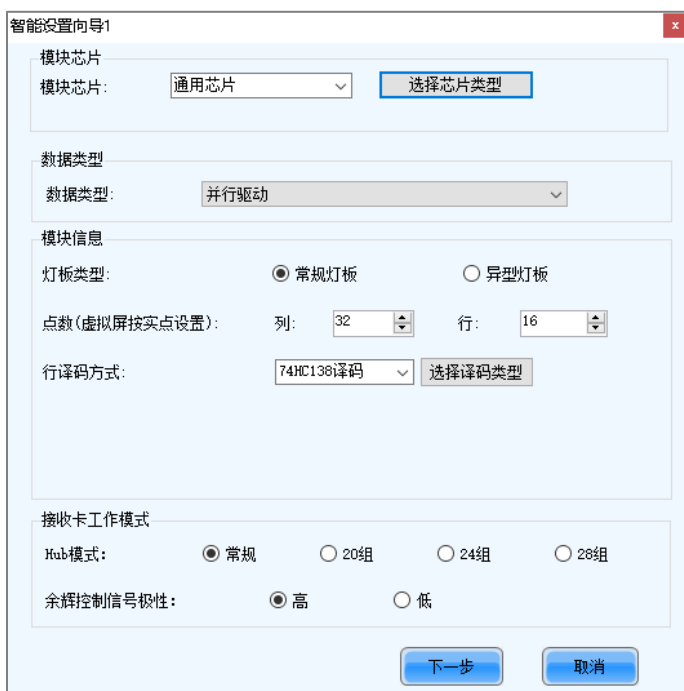 智能设置向导1
x
模块芯片
模块芯片: 通用芯片 选择芯片类型
数据类型
数据类型: 并行驱动
模块信息
灯板类型: 常规灯板 异型灯板
点数(虚拟屏按实点设置): 列: 32 行: 16
行译码方式: 74HC138译码 选择译码类型
接收卡工作模式
Hub模式: 常规 20组 24组 28组
余辉控制信号极性: 高 低
下一步 取消